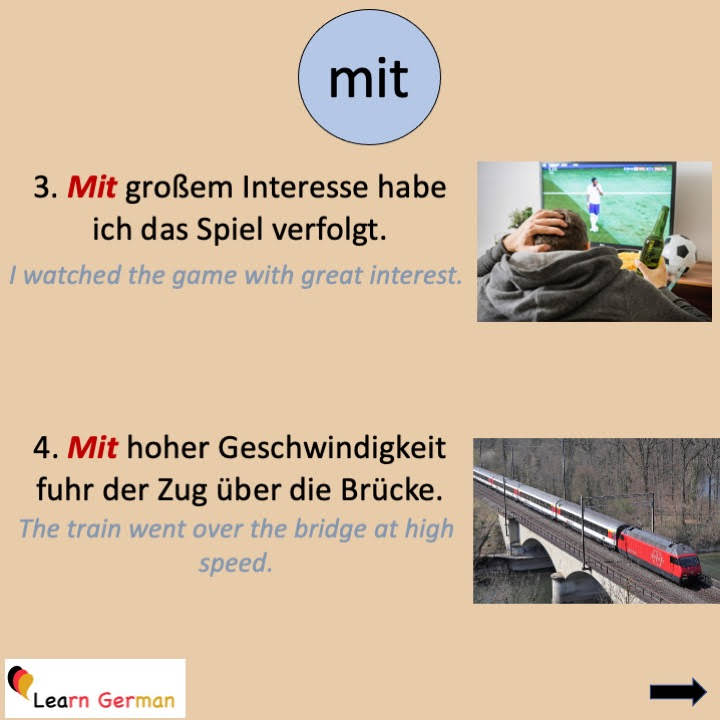 mit
3. Mit großem Interesse habe
ich das Spiel verfolgt.
I watched the game with great interest.
4. Mit hoher Geschwindigkeit
fuhr der Zug über die Brücke.
The train went over the bridge at high
speed.
Learn German